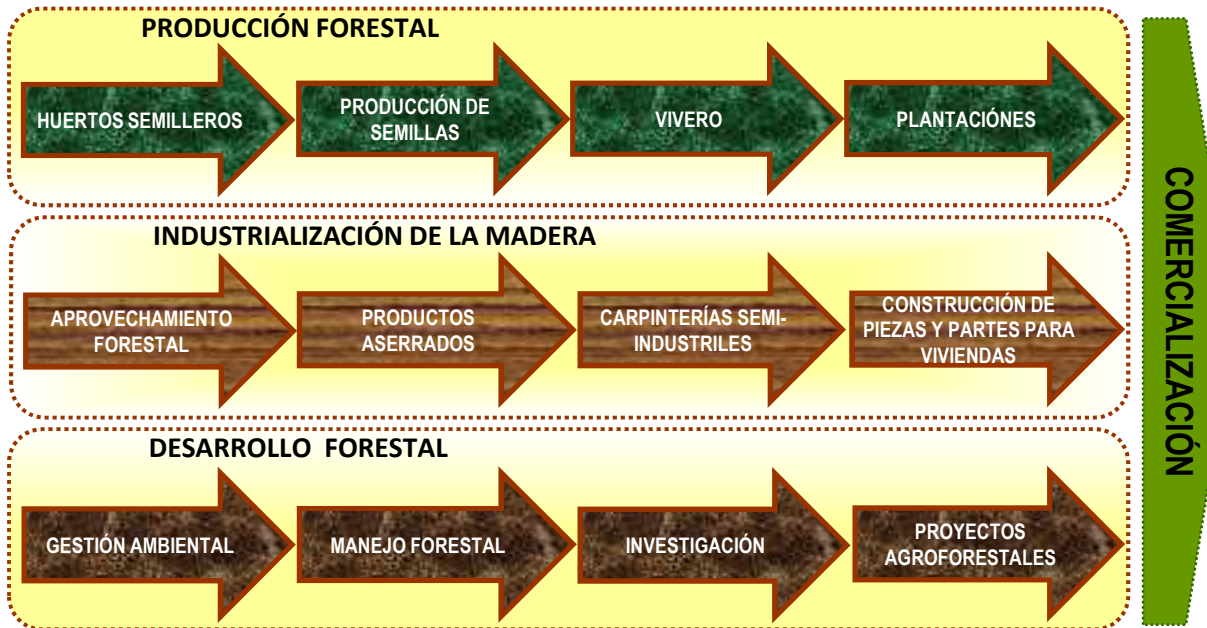 PRODUCCIÓN FORESTAL
HUERTOS SEMILLEROS
PRODUCCIÓN DE
SEMILLAS
VIVERO
PLANTACIÓNES
INDUSTRIALIZACIÓN DE LA MADERA
APROVECHAMIENTO
FORESTAL
PRODUCTOS
ASERRADOS
CARPINTERÍAS SEMI-
INDUSTRILES
CONSTRUCCIÓN DE
PIEZAS Y PARTES PARA
VIVIENDAS
DESARROLLO FORESTAL
GESTIÓN AMBIENTAL
MANEJO FORESTAL
INVESTIGACIÓN
PROYECTOS
AGROFORESTALES
COMERCIALIZACIÓN